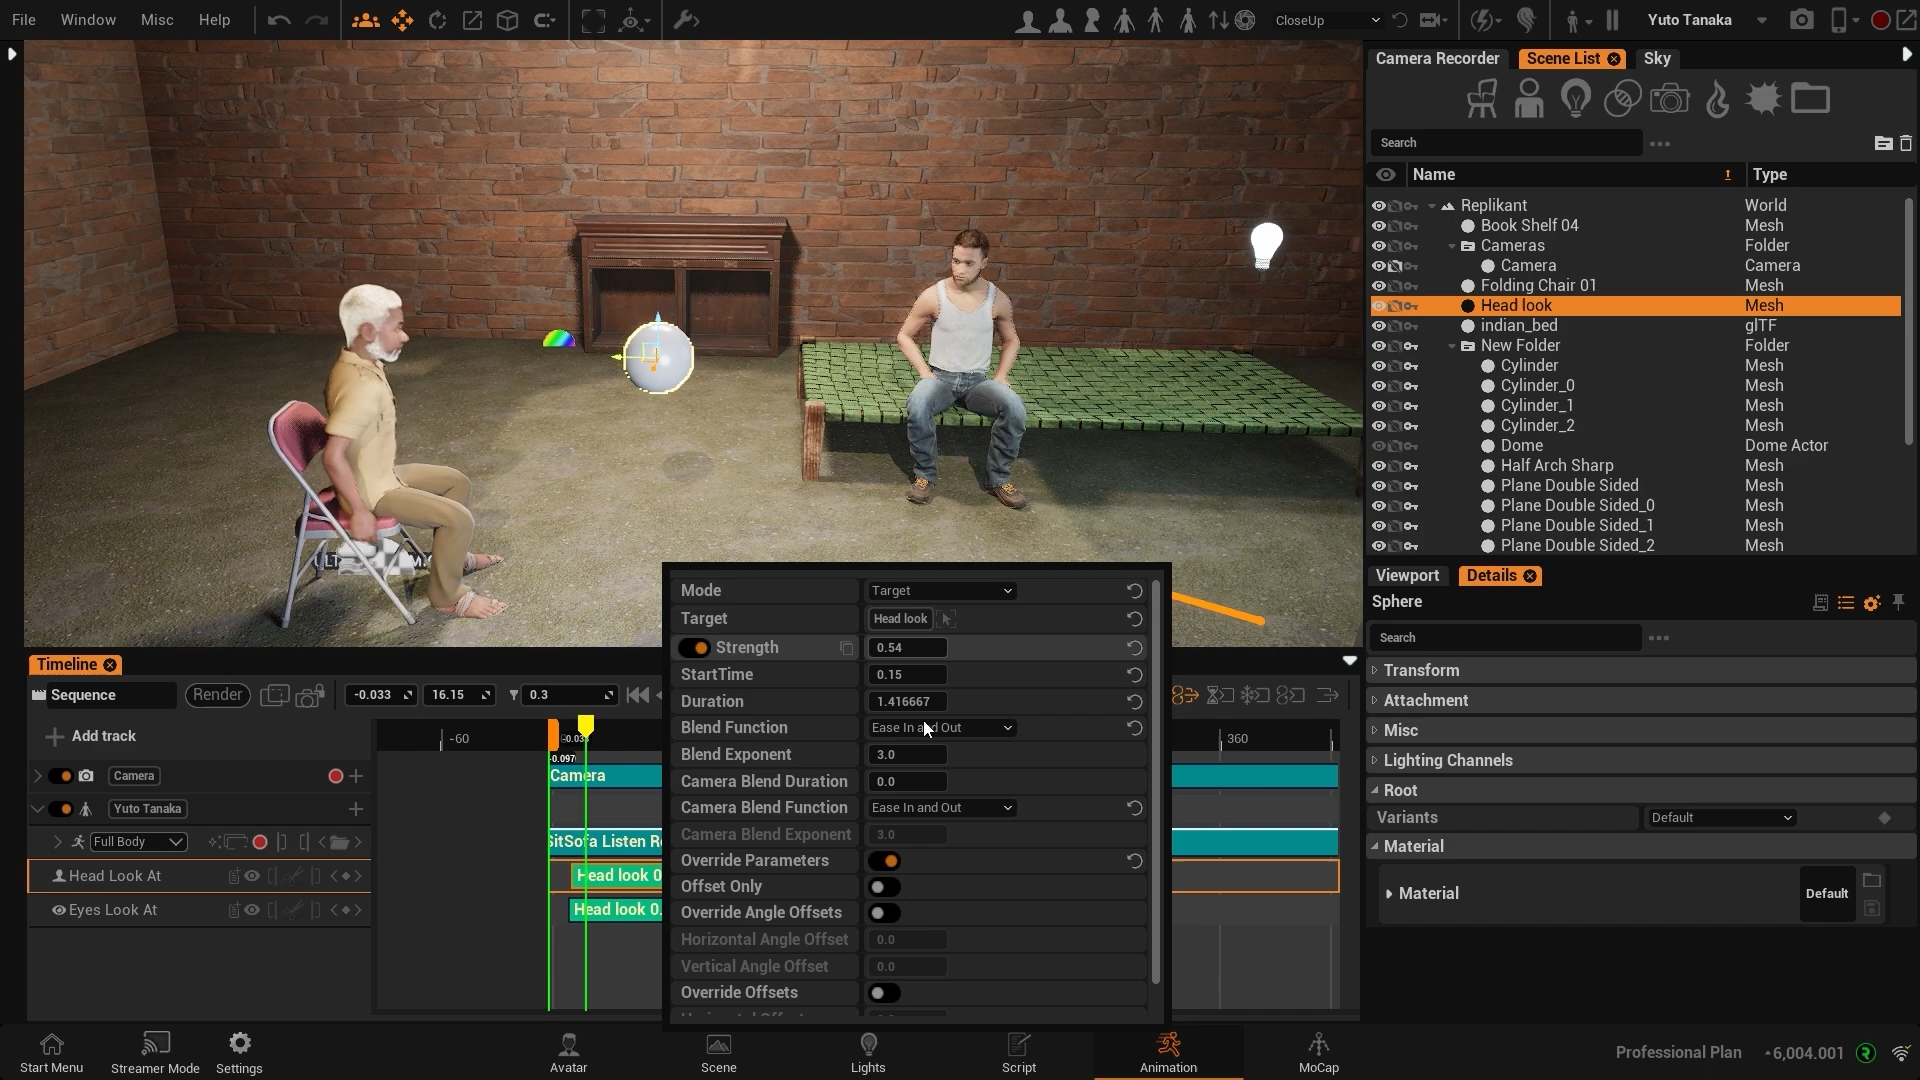 File Window Misc Help CloseUp Yuto Tanaka
Camera Recorder Scene List Sky
Search
Name Type
Replikant World
Book Shelf 04 Mesh
Cameras Folder
Camera Camera
Folding Chair 01 Mesh
Head look Mesh
indian_bed glTF
New Folder Folder
Cylinder Mesh
Cylinder_0 Mesh
Cylinder_1 Mesh
Cylinder_2 Mesh
Dome Dome Actor
Half Arch Sharp Mesh
Plane Double Sided Mesh
Plane Double Sided_0 Mesh
Plane Double Sided_1 Mesh
Plane Double Sided_2 Mesh
Viewport Details
Sphere
Search
Transform
Attachment
Misc
Lighting Channels
Root
Variants Default
Material
Material Default
Mode Target
Target Head look
Strength 0.54
StartTime 0.15
Duration 1.416667
Blend Function Ease In and Out
Blend Exponent 3.0
Camera Blend Duration 0.0
Camera Blend Function Ease In and Out
Camera Blend Exponent 3.0
Override Parameters
Offset Only
Override Angle Offsets
Horizontal Angle Offset 0.0
Vertical Angle Offset 0.0
Override Offsets
Timeline
Sequence Render -0.033 16.15 0.3
Add track -60 -0.03 360
-0.097
Camera Camera
Yuto Tanaka
Full Body SitSofa Listen Re
Head Look At Head look 0
Eyes Look At Head look 0.
Start Menu Streamer Mode Settings Avatar Scene Lights Script Animation MoCap Professional Plan 6,004.001